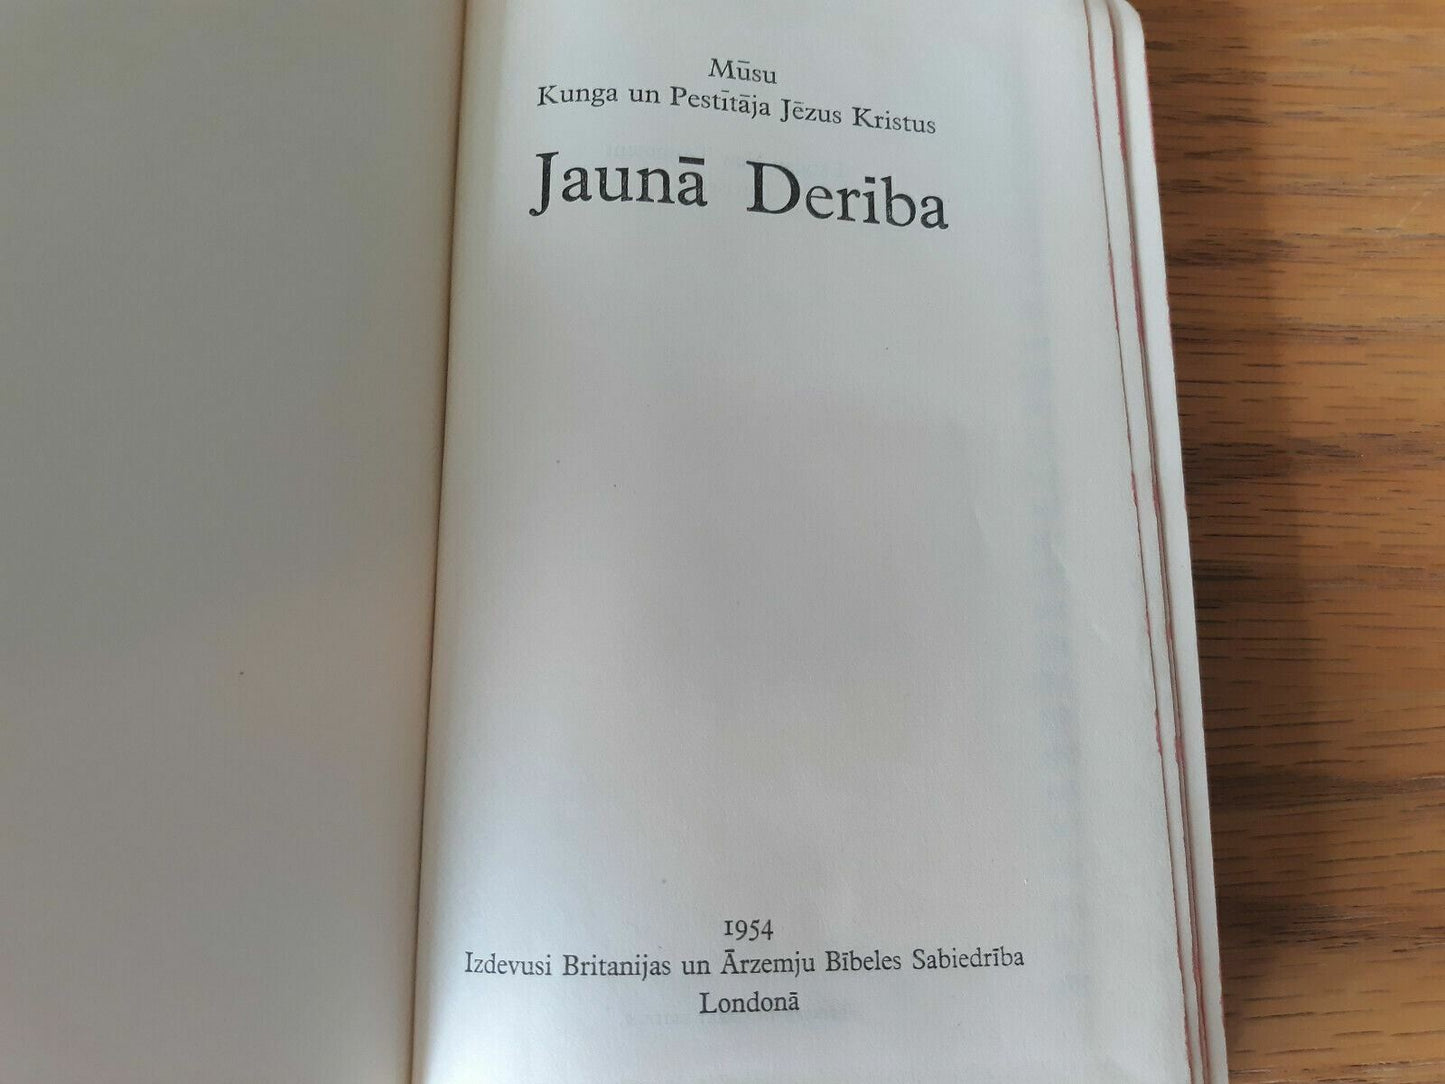 Mūsu
Kunga un Pestītāja Jēzus Kristus
Jaunā Deriba
1954
Izdevusi Britanijas un Ārzemju Bībeles Sabiedrība
Londonā